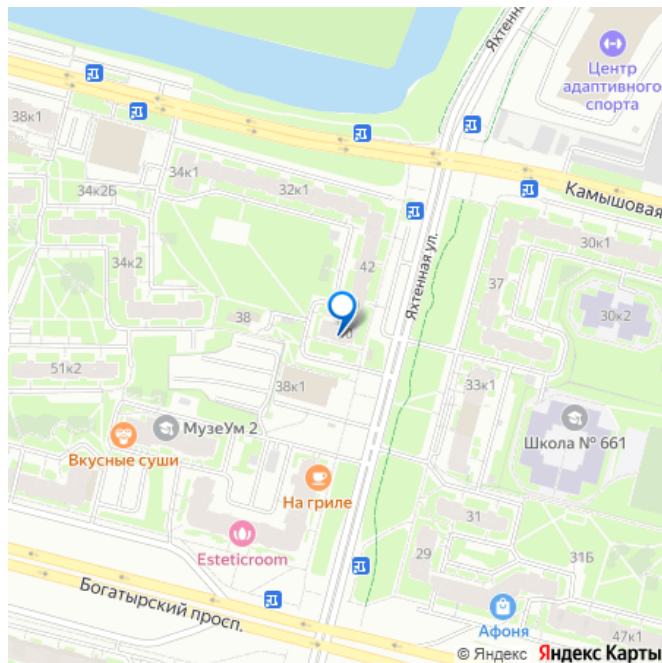 Яхтенная
Центр
адаптивного
спорта
38к1
34к2Б
34к1
32к1
Камышовая
30к1
34к2
42
Яхтенная ул.
37
30к2
38
51к2
38к1
33к1
МузеУм 2
Школа № 661
Вкусные суши
На гриле
31
Esteticroom
29
31Б
Богатырский просп.
Афоня
47к1
© Яндекс Яндекс Карты